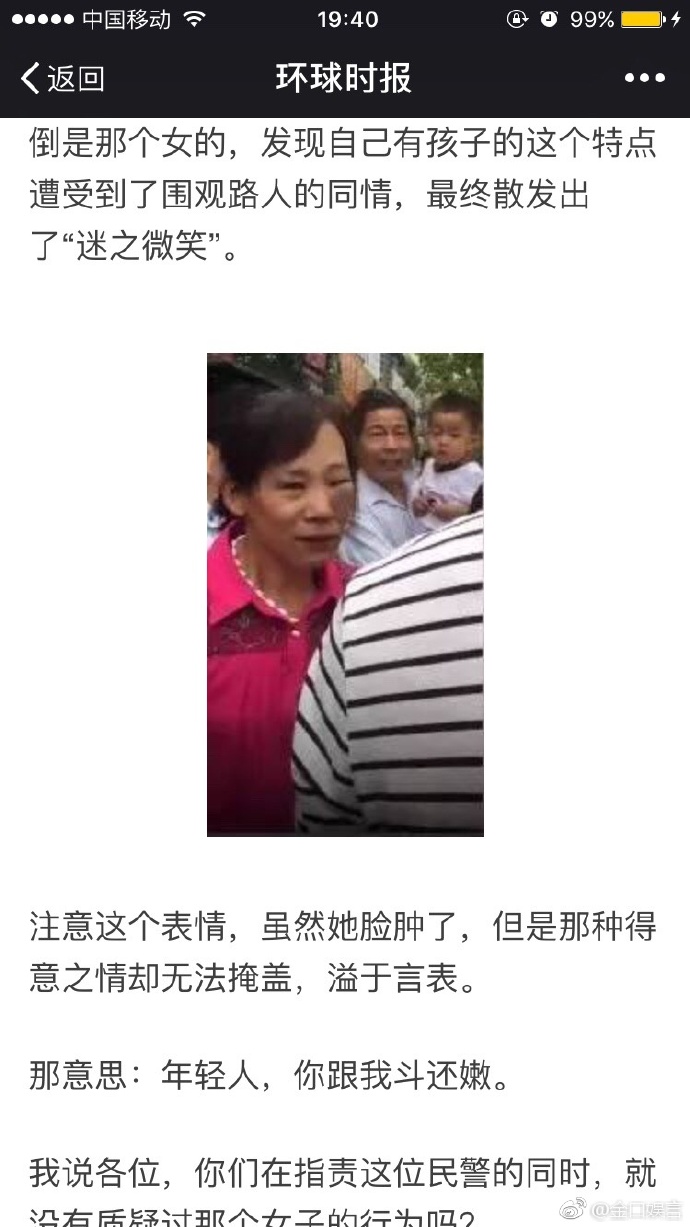 中国移动 19:40 99%
返回 环球时报
倒是那个女的，发现自己有孩子的这个特点
遭受到了围观路人的同情，最终散发出
了“迷之微笑”。
注意这个表情，虽然她脸肿了，但是那种得
意之情却无法掩盖，溢于言表。
那意思：年轻人，你跟我斗还嫩。
我说各位，你们在指责这位民警的同时，就
没有质疑过那个女子的行为吗？
@金口娱言